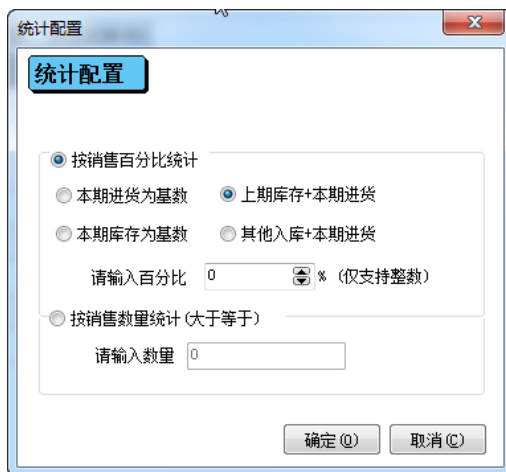 统计配置
统计配置
按销售百分比统计
本期进货为基数 上期库存+本期进货
本期库存为基数 其他入库+本期进货
请输入百分比 0 % (仅支持整数)
按销售数量统计(大于等于)
请输入数量 0
确定(O) 取消(C)